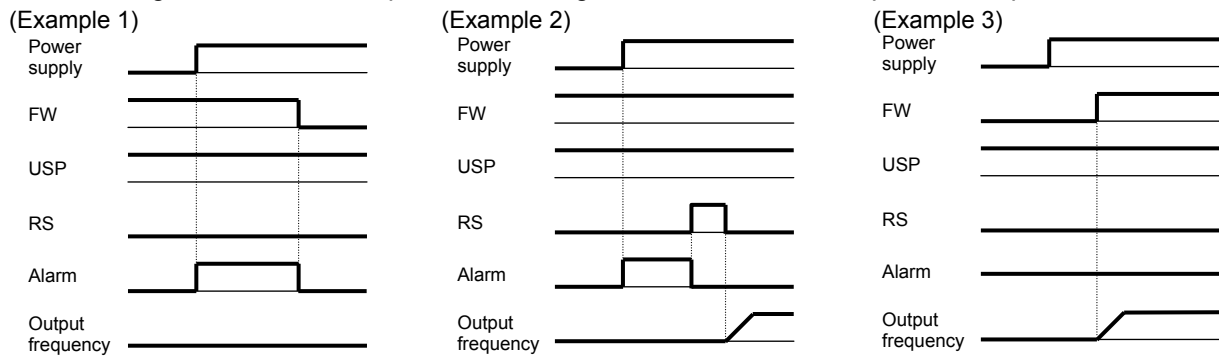 (Example 1)
Power
supply
FW
USP
RS
Alarm
Output
frequency
(Example 2)
Power
supply
FW
USP
RS
Alarm
Output
frequency
(Example 3)
Power
supply
FW
USP
RS
Alarm
Output
frequency